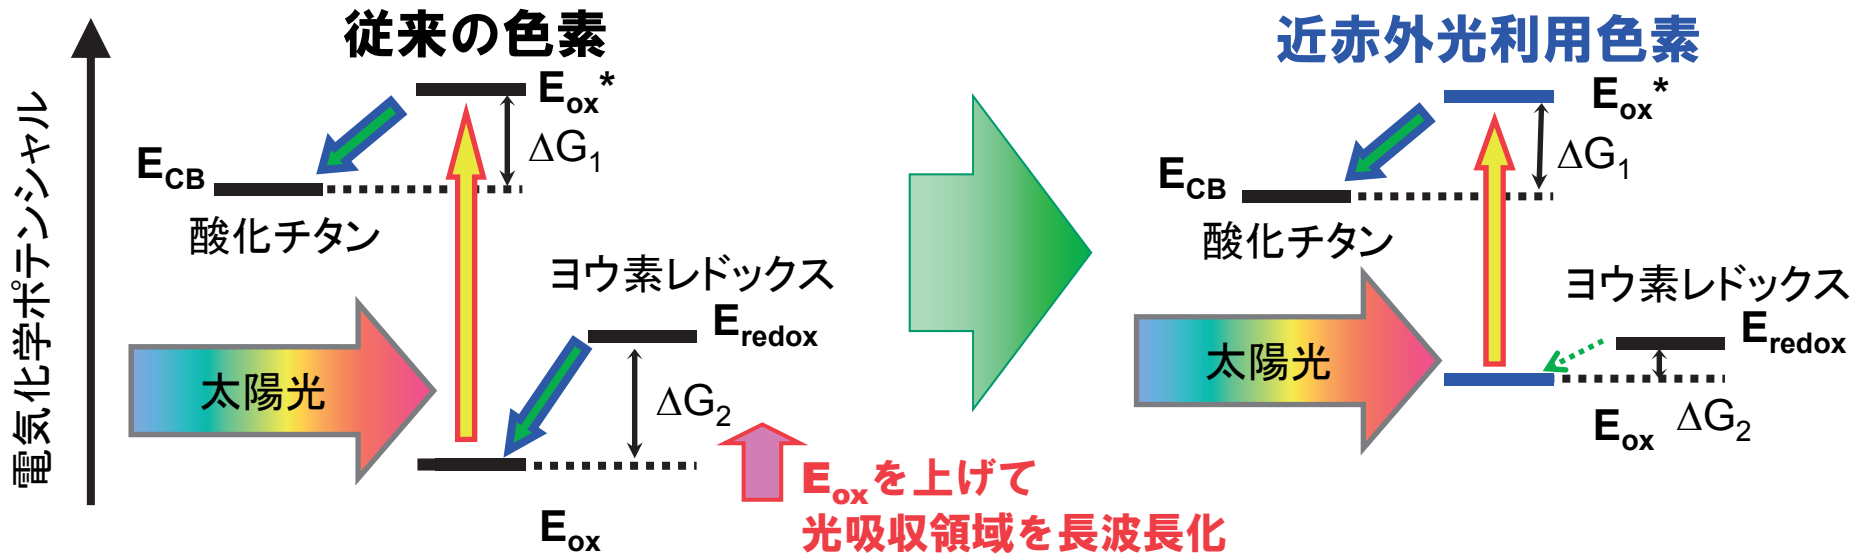 電気化学ポテンシャル
従来の色素
Eox*
ΔG1
ECB
酸化チタン
ヨウ素レドックス
Eredox
太陽光
ΔG2
Eox
Eoxを上げて
光吸収領域を長波長化
近赤外光利用色素
Eox*
ΔG1
ECB
酸化チタン
ヨウ素レドックス
Eredox
太陽光
Eox
ΔG2